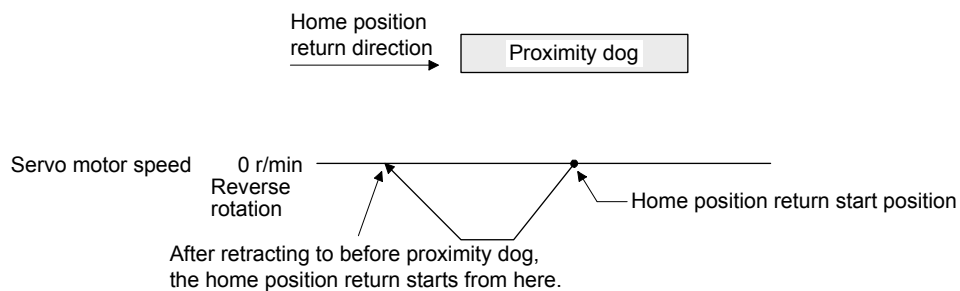 Home position
return direction
Proximity dog
Servo motor speed 0 r/min
Reverse
rotation
Home position return start position
After retracting to before proximity dog,
the home position return starts from here.